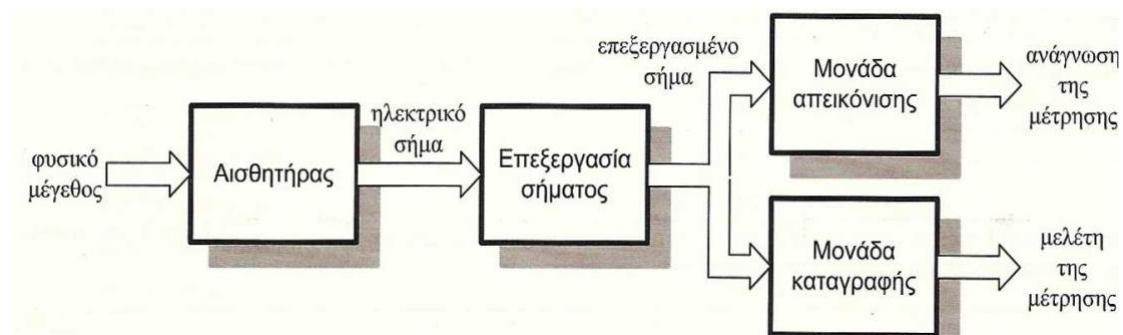 φυσικό
μέγεθος
Αισθητήρας
ηλεκτρικό
σήμα
Επεξεργασία
σήματος
επεξεργασμένο
σήμα
Μονάδα
απεικόνισης
ανάγνωση
της
μέτρησης
Μονάδα
καταγραφής
μελέτη
της
μέτρησης